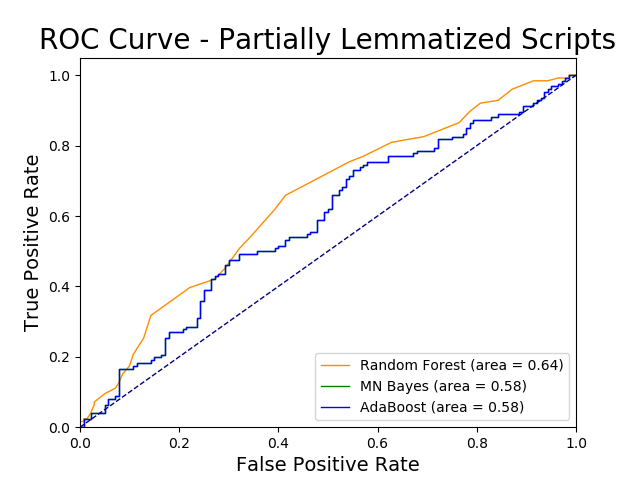 ROC Curve - Partially Lemmatized Scripts
True Positive Rate
1.0
0.8
0.6
0.4
0.2
0.0
Random Forest (area = 0.64)
MN Bayes (area = 0.58)
AdaBoost (area = 0.58)
0.0 0.2 0.4 0.6 0.8 1.0
False Positive Rate